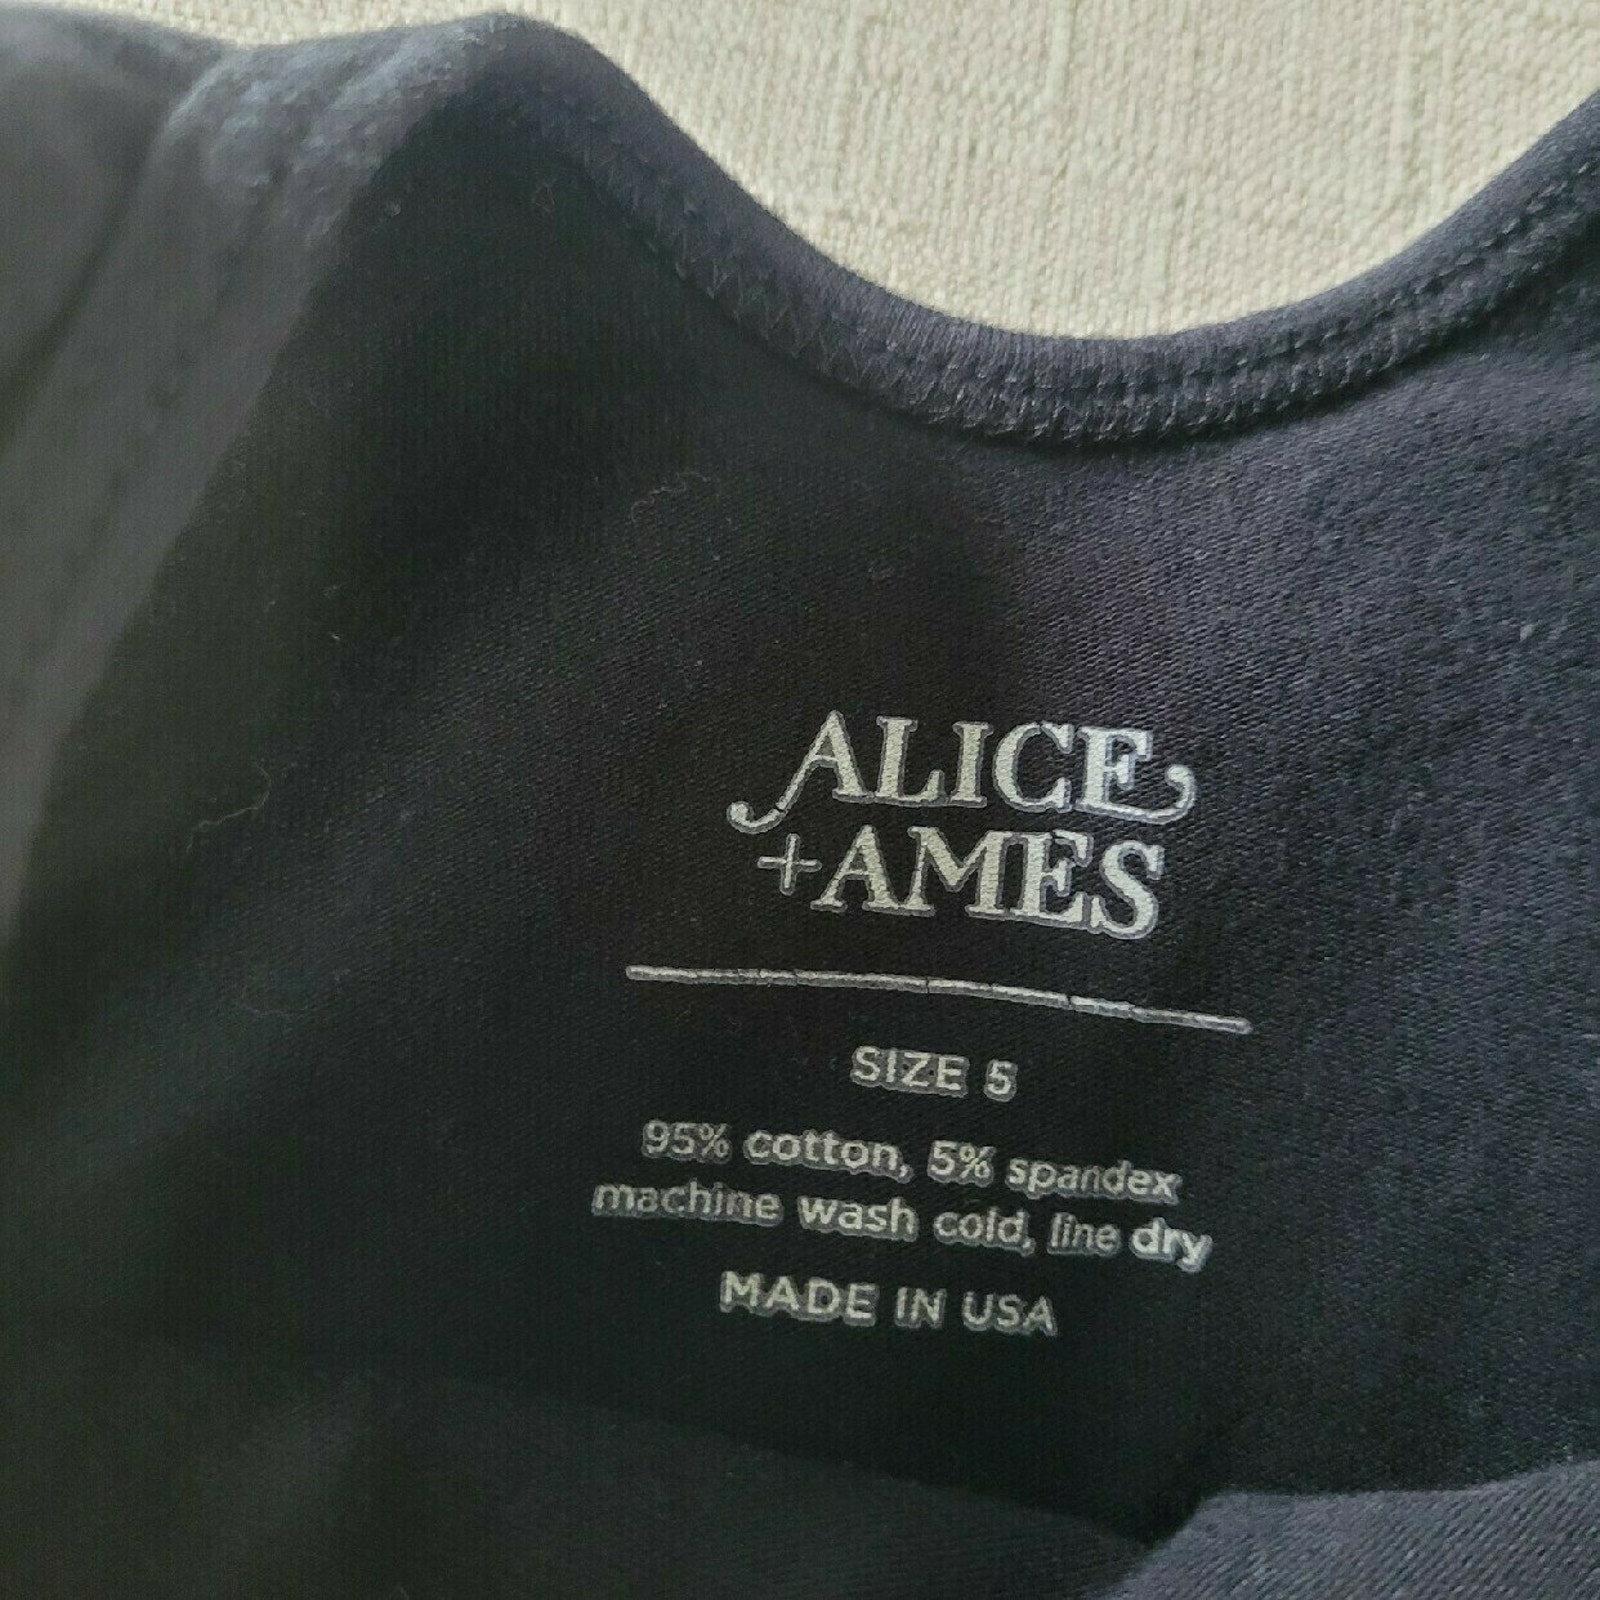 ALICE
+AMES
SIZE 5
95% cotton, 5% spandex
machine wash cold, line dry
MADE IN USA